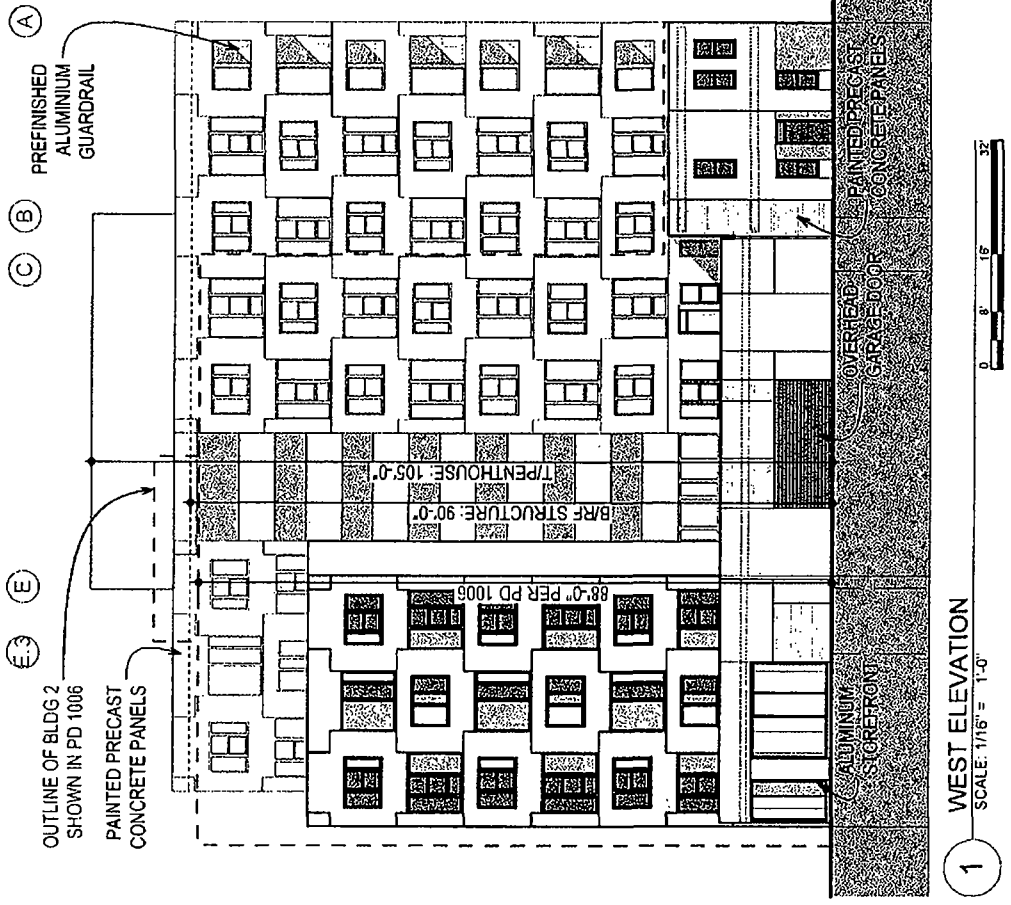 OUTLINE OF BLDG 2
SHOWN IN PD 1006
PAINTED PRECAST
CONCRETE PANELS
E.3
E
C
B
A
PREFINISHED
ALUMINIUM
GUARDRAIL
T/PENTHOUSE: 105'-0"
B/RF STRUCTURE: 90'-0"
88'-0" PER PD 1006
ALUMINUM
STOREFRONT
OVERHEAD
GARAGE DOOR
PAINTED PRECAST
CONCRETE PANELS
1
WEST ELEVATION
SCALE: 1/16" = 1'-0"
0 8' 16' 32'